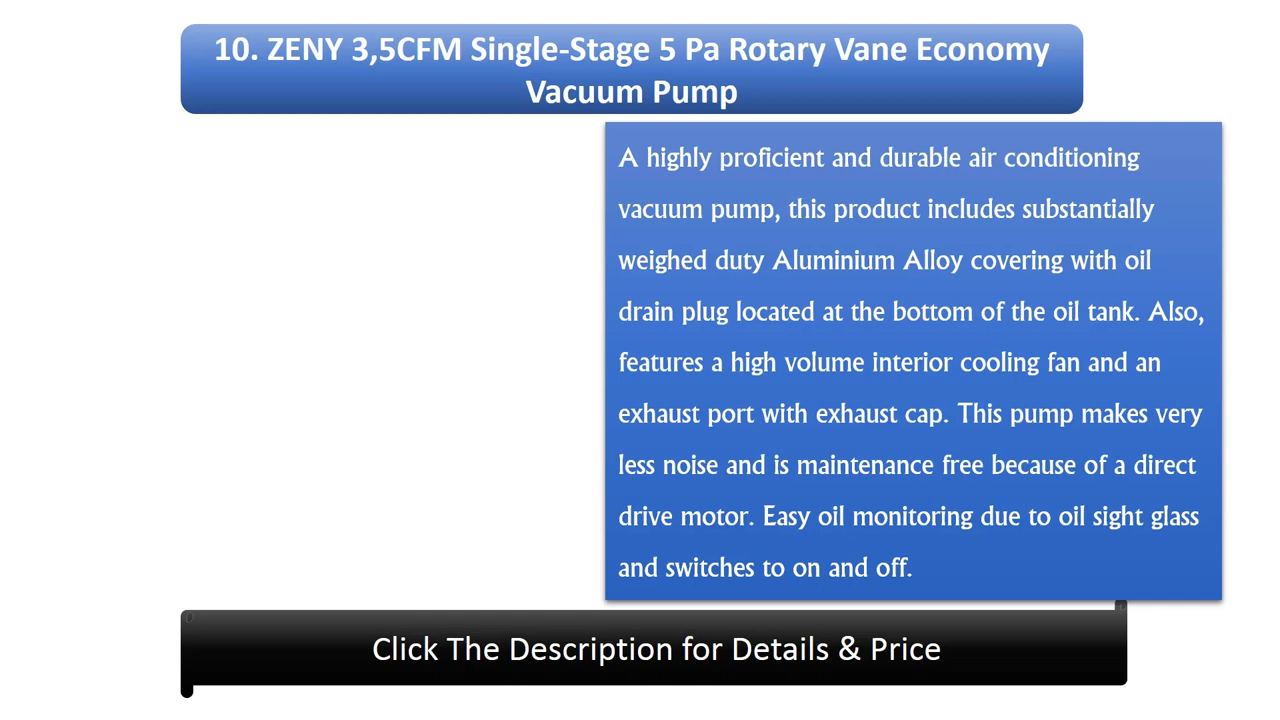 10. ZENY 3,5CFM Single-Stage 5 Pa Rotary Vane Economy
Vacuum Pump
A highly proficient and durable air conditioning
vacuum pump, this product includes substantially
weighed duty Aluminium Alloy covering with oil
drain plug located at the bottom of the oil tank. Also,
features a high volume interior cooling fan and an
exhaust port with exhaust cap. This pump makes very
less noise and is maintenance free because of a direct
drive motor. Easy oil monitoring due to oil sight glass
and switches to on and off.
Click The Description for Details & Price